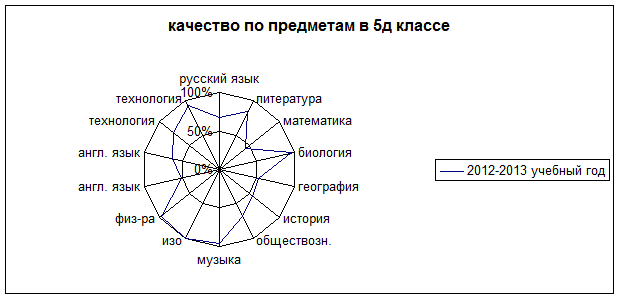 качество по предметам в 5д классе
русский язык
100%
50%
0%
литература
математика
биология
география
история
обществозн.
музыка
изо
физ-ра
англ. язык
англ. язык
технология
технология
2012-2013 учебный год